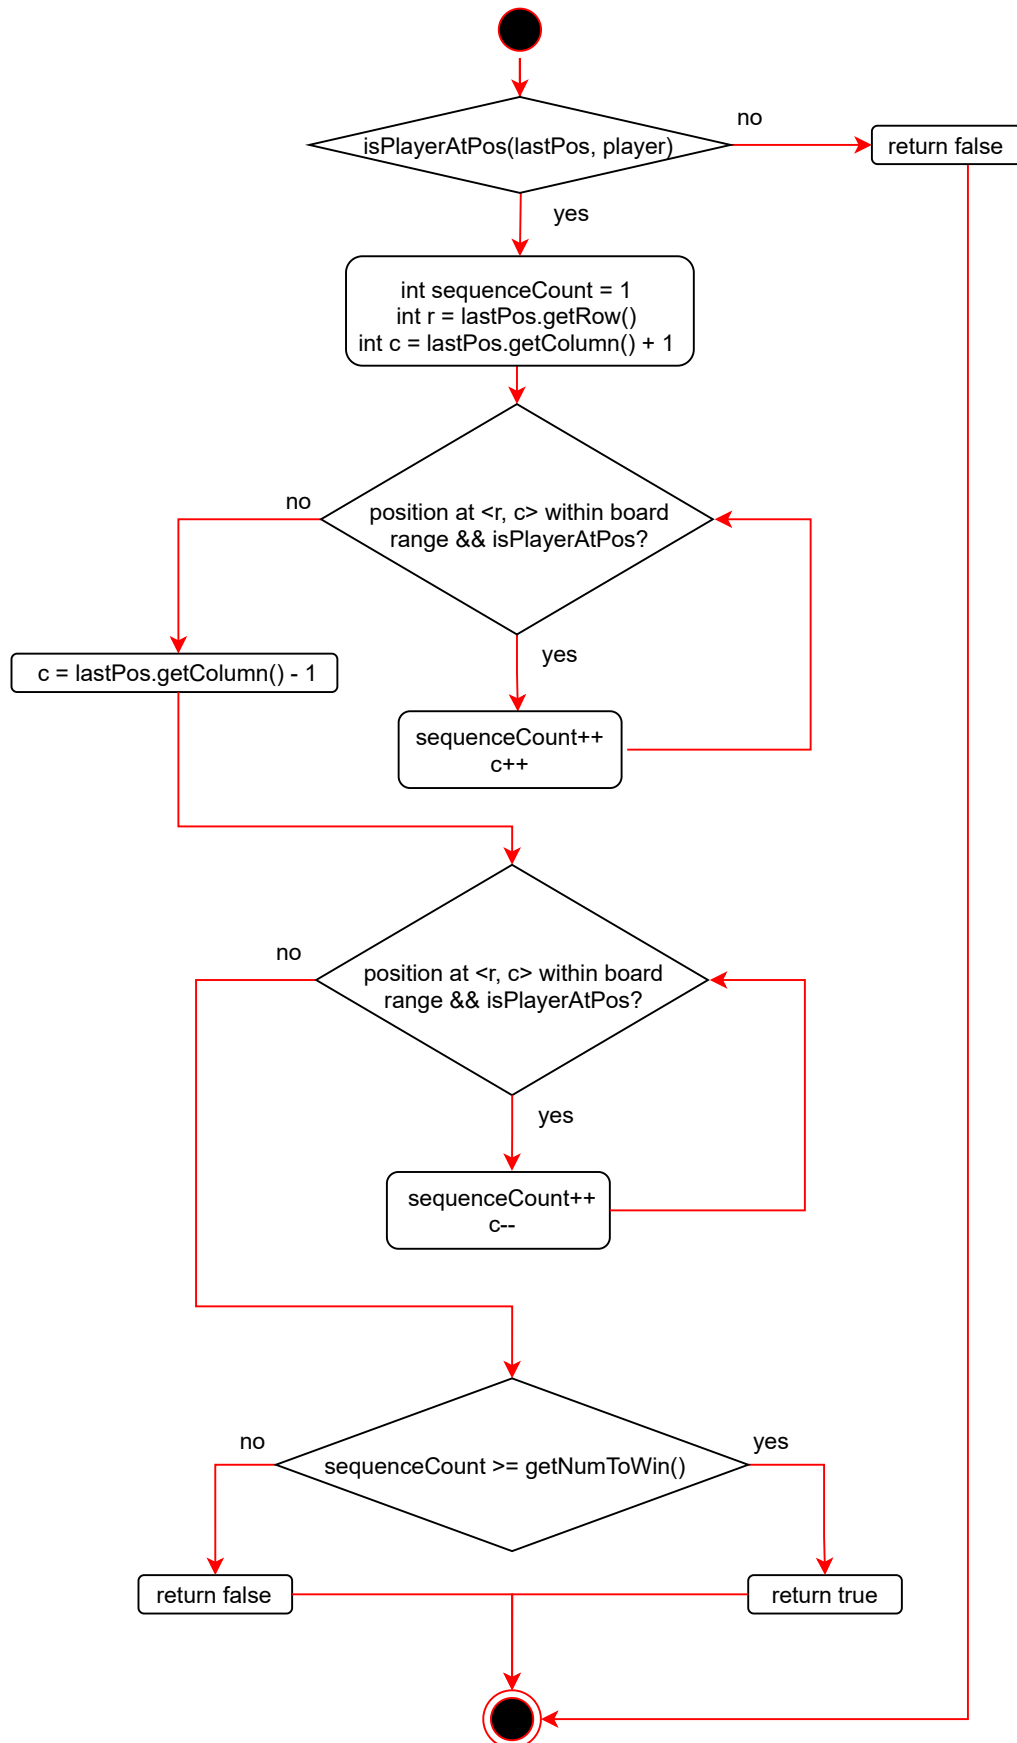 isPlayerAtPos(lastPos, player)
no
return false
yes
int sequenceCount = 1
int r = lastPos.getRow()
int c = lastPos.getColumn() + 1
no
position at <r, c> within board
range && isPlayerAtPos?
yes
c = lastPos.getColumn() - 1
sequenceCount++
c++
no
position at <r, c> within board
range && isPlayerAtPos?
yes
sequenceCount++
c--
no
yes
sequenceCount >= getNumToWin()
return false
return true